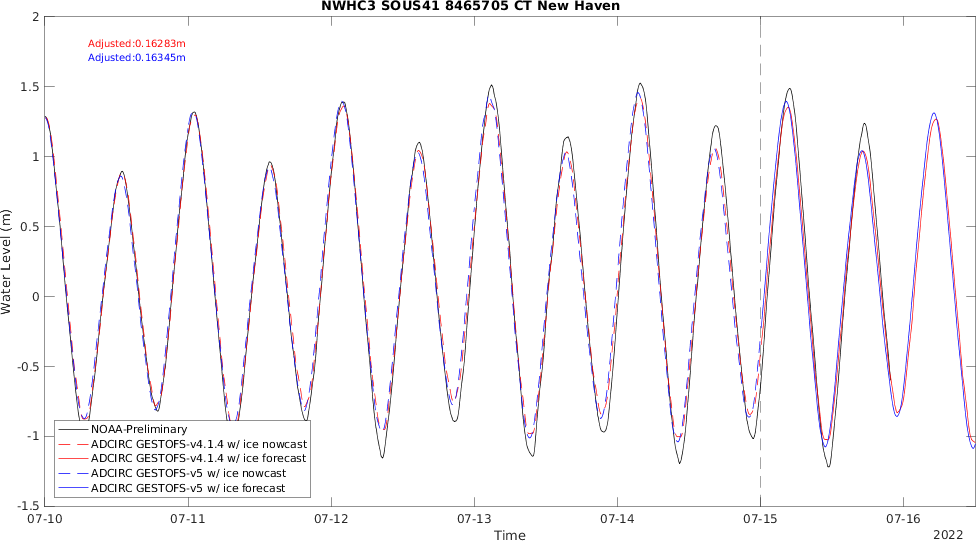 NWHC3 SOUS41 8465705 CT New Haven
2
Adjusted:0.16283m
Adjusted:0.16345m
1.5
1
0.5
0
-0.5
-1
-1.5
Water Level (m)
NOAA-Preliminary
ADCIRC GESTOFS-v4.1.4 w/ ice nowcast
ADCIRC GESTOFS-v4.1.4 w/ ice forecast
ADCIRC GESTOFS-v5 w/ ice nowcast
ADCIRC GESTOFS-v5 w/ ice forecast
07-10 07-11 07-12 07-13 07-14 07-15 07-16
Time
2022